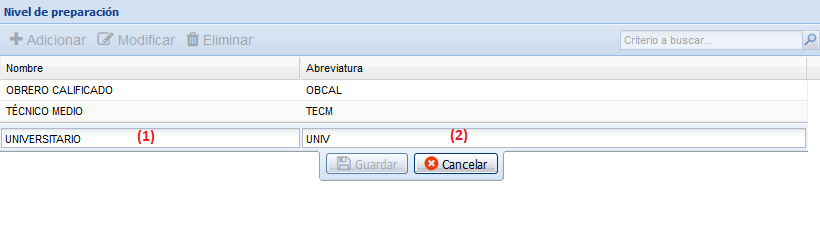 Nivel de preparación
Adicionar Modificar Eliminar Criterio a buscar...
Nombre Abreviatura
OBRERO CALIFICADO OBCAL
TÉCNICO MEDIO TECM
UNIVERSITARIO (1) UNIV (2)
Guardar Cancelar